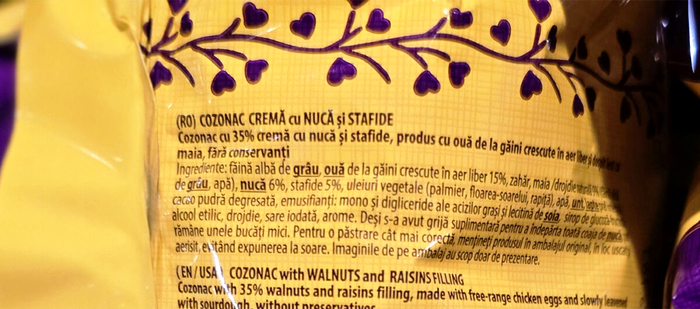 (RO) COZONAC CREMĂ cu NUCĂ și STAFIDE
Cozonac cu 35% cremă cu nucă și stafide, produs cu ouă de la găini crescute în aer liber și
maia, fără conservanți
Ingrediente: făină albă de grâu, ouă de la găini crescute în aer liber 15%, zahăr, maia (drojdie
de grâu, apă), nucă 6%, stafide 5%, uleiuri vegetale (palmier, floarea-soarelui, rapiță), apă, unt,
cacao pudră degresată, emulsifianți: mono și digliceride ale acizilor grași și lecitină de soia, sirop de
alcool etilic, drojdie, sare iodată, arome. Deși s-a avut grijă suplimentară pentru a îndepărta toată coaja de
rămâne unele bucăți mici. Pentru o păstrare cât mai corectă, mențineți produsul în ambalajul original, în loc uscat,
aerisit, evitând expunerea la soare. Imaginile de pe ambalaj au scop doar de prezentare.
(EN / USA) COZONAC with WALNUTS and RAISINS FILLING
Cozonac with 35% walnuts and raisins filling, made with free-range chicken eggs and slowly leavened
with sourdough, without preservatives